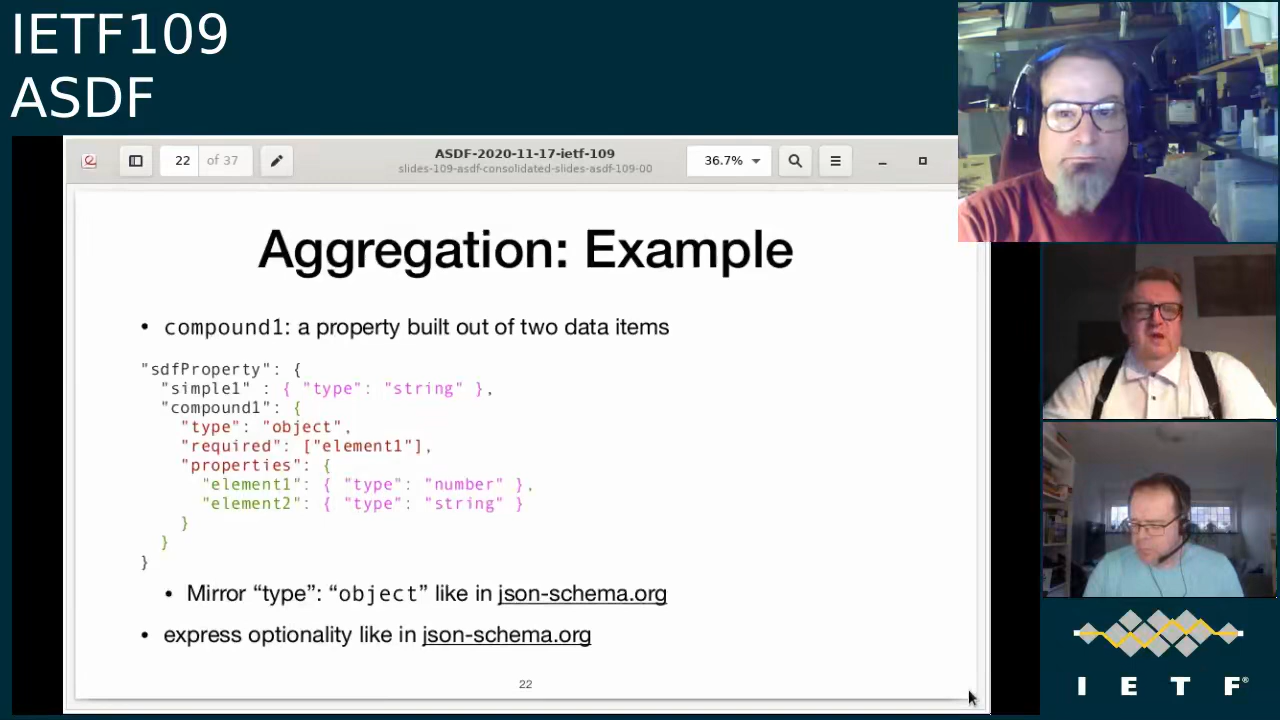 IETF109
ASDF
22 of 37
ASDF-2020-11-17-ietf-109
slides-109-asdf-consolidated-slides-asdf-109-00
36.7%
Aggregation: Example
• compound1: a property built out of two data items
"sdfProperty": {
"simple1" : { "type": "string" },
"compound1": {
"type": "object",
"required": ["element1"],
"properties": {
"element1": { "type": "number" },
"element2": { "type": "string" }
}
}
}
• Mirror “type”: “object” like in json-schema.org
• express optionality like in json-schema.org
22
I E T F®